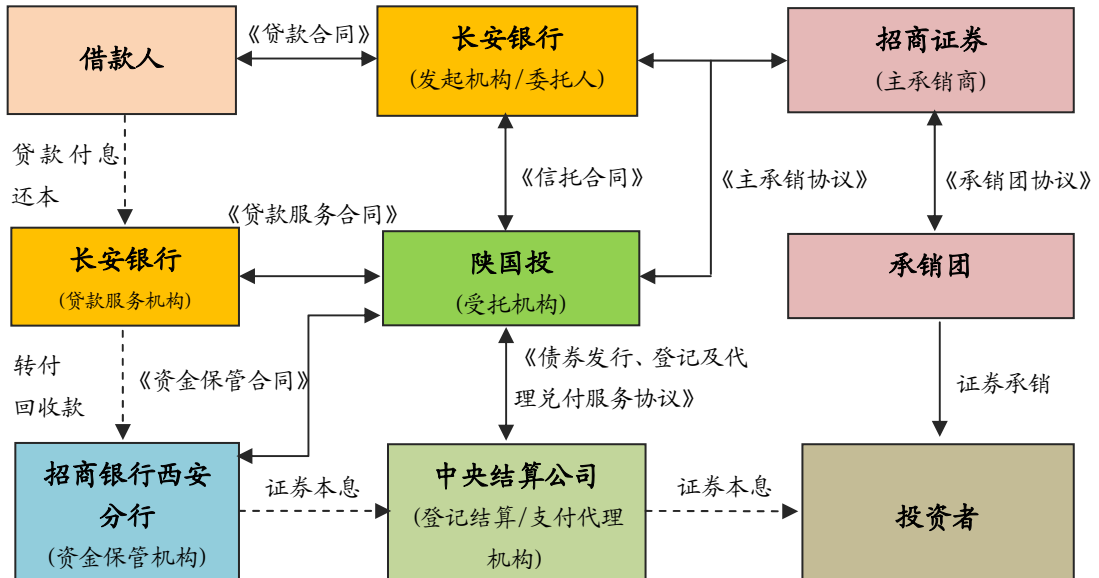 借款人
《贷款合同》
长安银行
(发起机构/委托人)
招商证券
(主承销商)
贷款付息
还本
《信托合同》
《主承销协议》
《承销团协议》
《贷款服务合同》
长安银行
(贷款服务机构)
陕国投
(受托机构)
承销团
转付
回收款
《资金保管合同》
《债券发行、登记及代
理兑付服务协议》
证券承销
招商银行西安
分行
(资金保管机构)
证券本息
中央结算公司
(登记结算/支付代理
机构)
证券本息
投资者